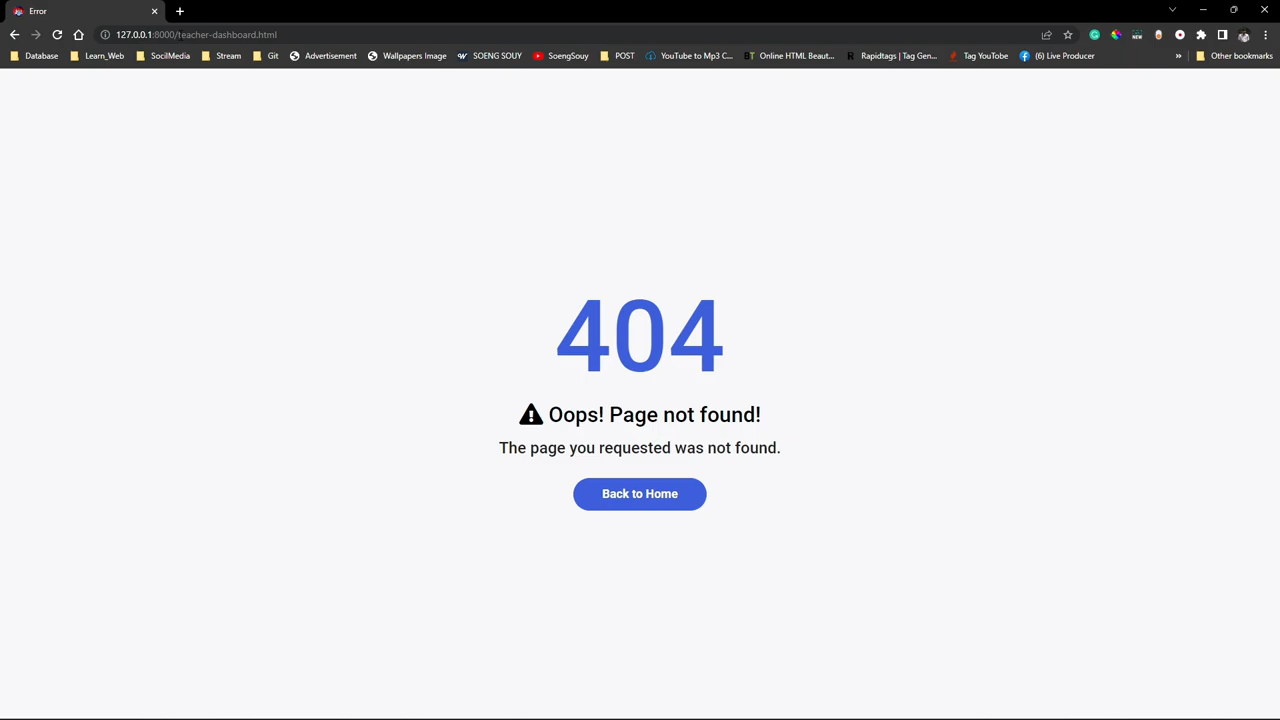 Error
127.0.0.1:8000/teacher-dashboard.html
Database Learn_Web SocilMedia Stream Git Advertisement Wallpapers Image SOENG SOUY SoengSouy POST YouTube to Mp3 C... Online HTML Beaut... Rapidtags | Tag Gen... Tag YouTube (6) Live Producer » Other bookmarks
404
Oops! Page not found!
The page you requested was not found.
Back to Home